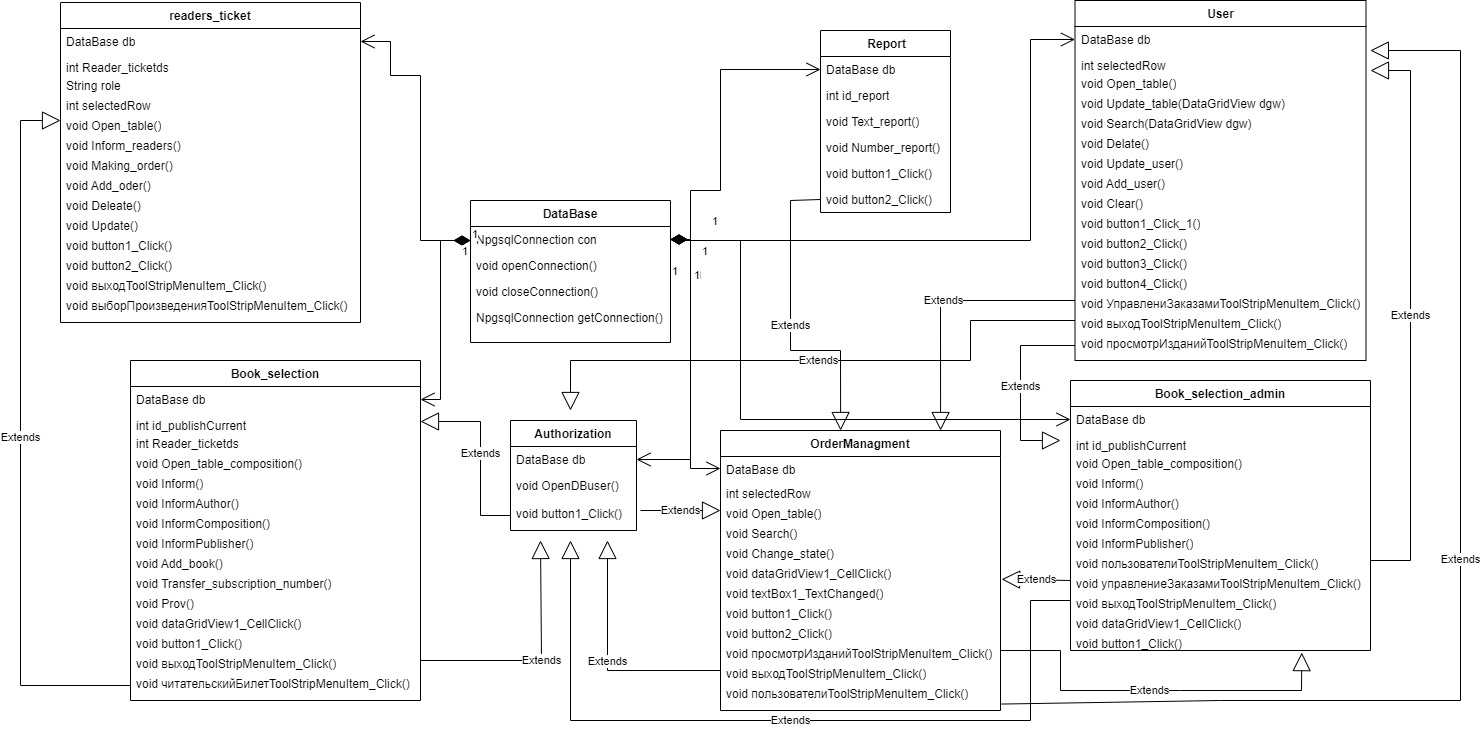 readers_ticket
DataBase db
int Reader_ticketds
String role
int selectedRow
void Open_table()
void Inform_readers()
void Making_order()
void Add_oder()
void Deleate()
void Update()
void button1_Click()
void button2_Click()
void выходToolStripMenuItem_Click()
void выборПроизведенияToolStripMenuItem_Click()
Report
DataBase db
int id_report
void Text_report()
void Number_report()
void button1_Click()
void button2_Click()
User
DataBase db
int selectedRow
void Open_table()
void Update_table(DataGridView dgw)
void Search(DataGridView dgw)
void Delate()
void Update_user()
void Add_user()
void Clear()
void button1_Click_1()
void button2_Click()
void button3_Click()
void button4_Click()
void УправлениЗаказамиToolStripMenuItem_Click()
void выходToolStripMenuItem_Click()
void просмотрИзданийToolStripMenuItem_Click()
DataBase
NpgsqlConnection con
void openConnection()
void closeConnection()
NpgsqlConnection getConnection()
1
1
1
1
1
1
Extends
Extends
Extends
Extends
Extends
Book_selection
DataBase db
int id_publishCurrent
int Reader_ticketds
void Open_table_composition()
void Inform()
void InformAuthor()
void InformComposition()
void InformPublisher()
void Add_book()
void Transfer_subscription_number()
void Prov()
void dataGridView1_CellClick()
void button1_Click()
void выходToolStripMenuItem_Click()
void читательскийБилетToolStripMenuItem_Click()
Extends
Extends
Authorization
DataBase db
void OpenDBuser()
void button1_Click()
Extends
OrderManagment
DataBase db
int selectedRow
void Open_table()
void Search()
void Change_state()
void dataGridView1_CellClick()
void textBox1_TextChanged()
void button1_Click()
void button2_Click()
void просмотрИзданийToolStripMenuItem_Click()
void выходToolStripMenuItem_Click()
void пользователиToolStripMenuItem_Click()
Book_selection_admin
DataBase db
int id_publishCurrent
void Open_table_composition()
void Inform()
void InformAuthor()
void InformComposition()
void InformPublisher()
void пользователиToolStripMenuItem_Click()
void управлениеЗаказамиToolStripMenuItem_Click()
void выходToolStripMenuItem_Click()
void dataGridView1_CellClick()
void button1_Click()
Extends
Extends
Extends
Extends
Extends
Extends